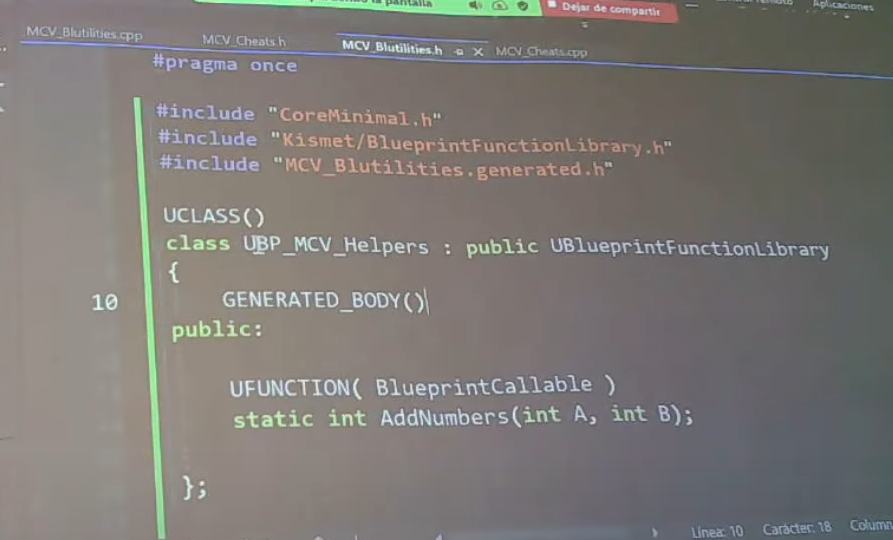 la pantalla
Dejar de compartir
Aplicaciones
MCV_Blutilities.cpp
MCV_Cheats.h
MCV_Blutilities.h
MCV_Cheats.cpp
#pragma once
#include "CoreMinimal.h"
#include "Kismet/BlueprintFunctionLibrary.h"
#include "MCV_Blutilities.generated.h"
UCLASS()
class UBP_MCV_Helpers : public UBlueprintFunctionLibrary
{
10 GENERATED_BODY()
public:
UFUNCTION( BlueprintCallable )
static int AddNumbers(int A, int B);
};
Línea: 10 Carácter: 18 Column